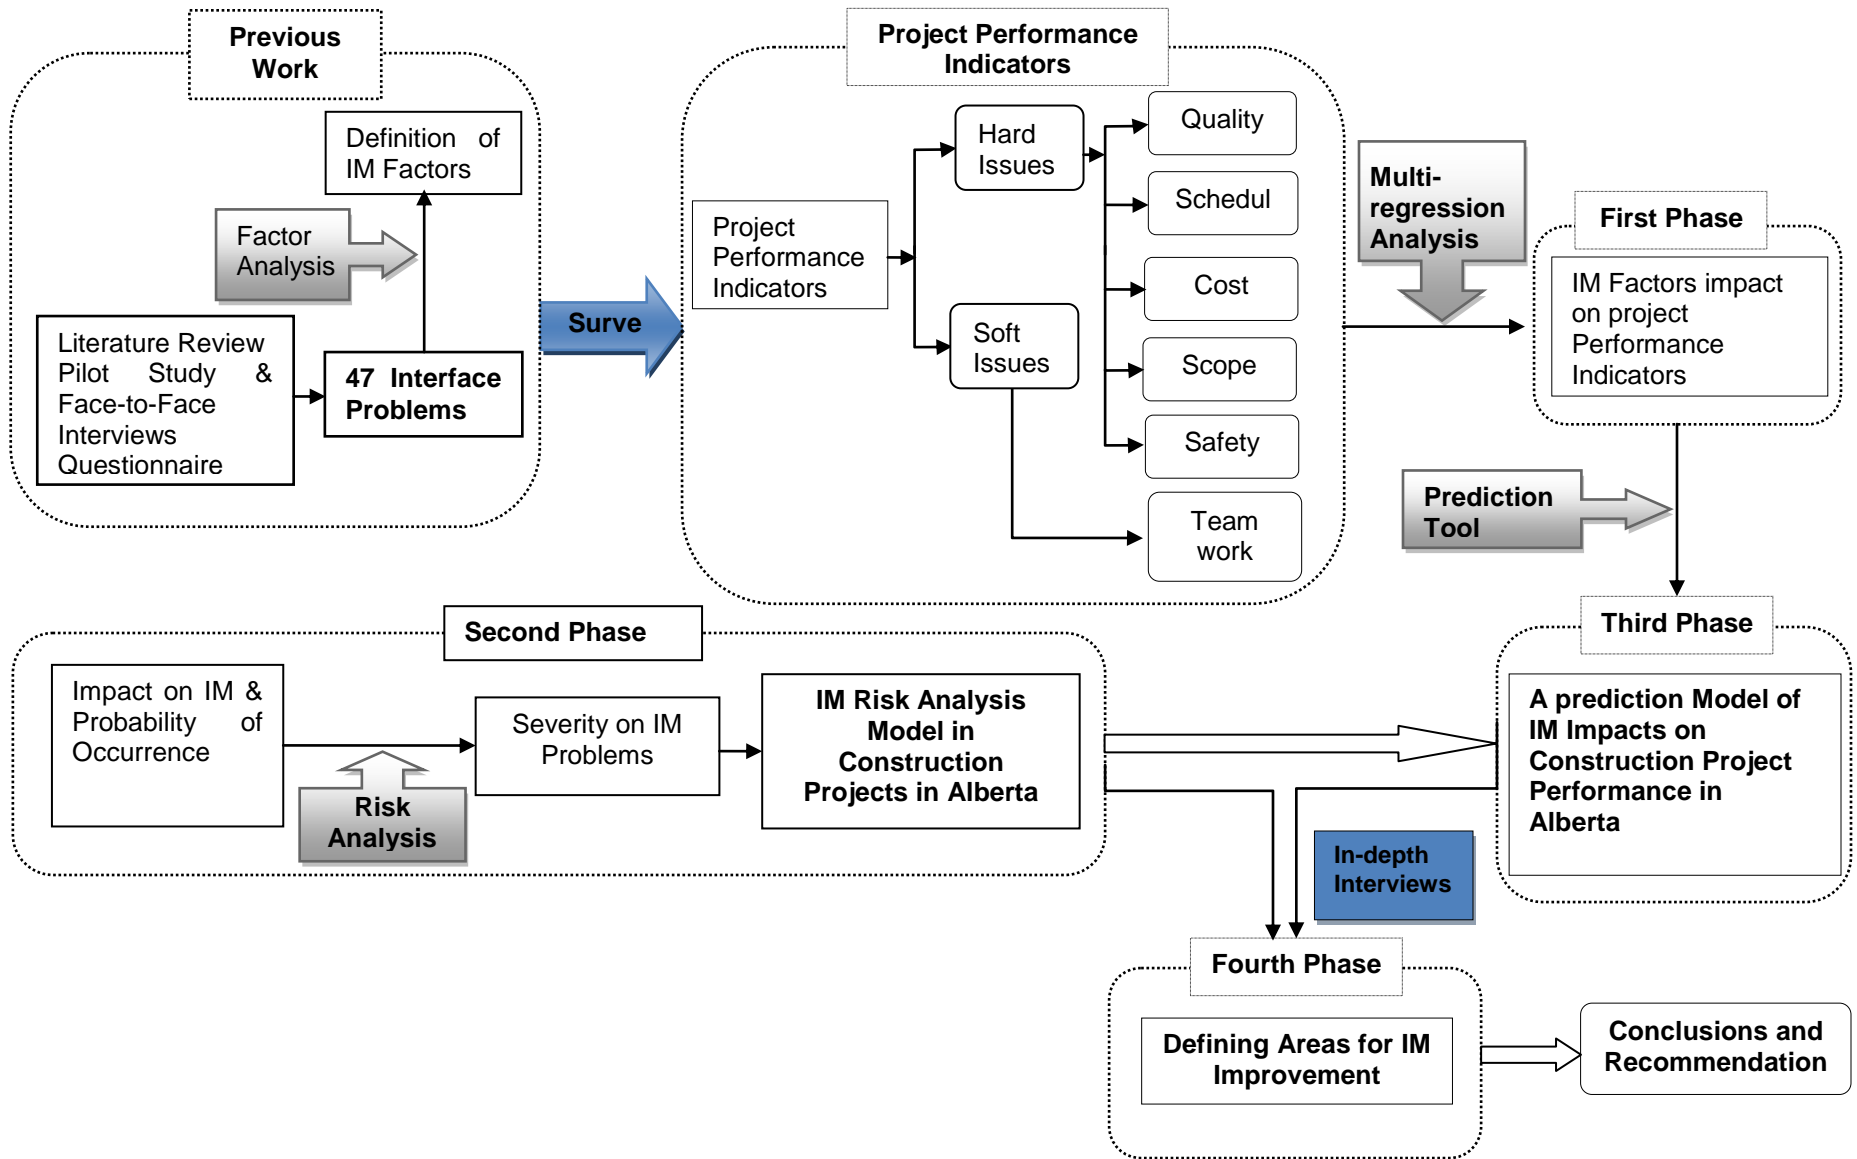 Previous
Work
Definition of
IM Factors
Factor
Analysis
Literature Review
Pilot Study &
Face-to-Face
Interviews
Questionnaire
47 Interface
Problems
Surve
Project Performance
Indicators
Project
Performance
Indicators
Hard
Issues
Soft
Issues
Quality
Schedul
Cost
Scope
Safety
Team
work
Multi-
regression
Analysis
First Phase
IM Factors impact
on project
Performance
Indicators
Prediction
Tool
Second Phase
Impact on IM &
Probability of
Occurrence
Risk
Analysis
Severity on IM
Problems
IM Risk Analysis
Model in
Construction
Projects in Alberta
Third Phase
A prediction Model of
IM Impacts on
Construction Project
Performance in
Alberta
In-depth
Interviews
Fourth Phase
Defining Areas for IM
Improvement
Conclusions and
Recommendation